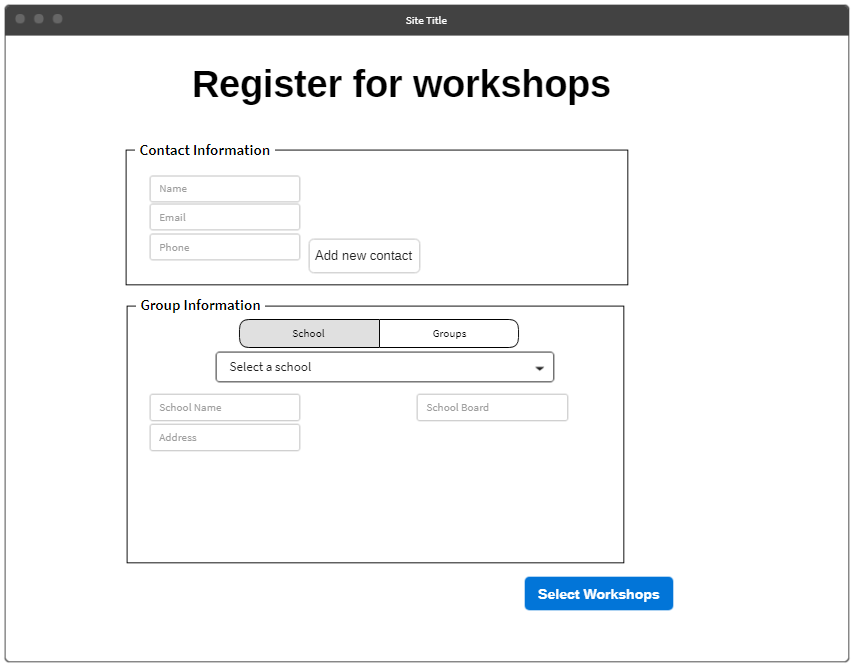 Site Title
Register for workshops
Contact Information
Name
Email
Phone
Add new contact
Group Information
School Groups
Select a school
School Name School Board
Address
Select Workshops